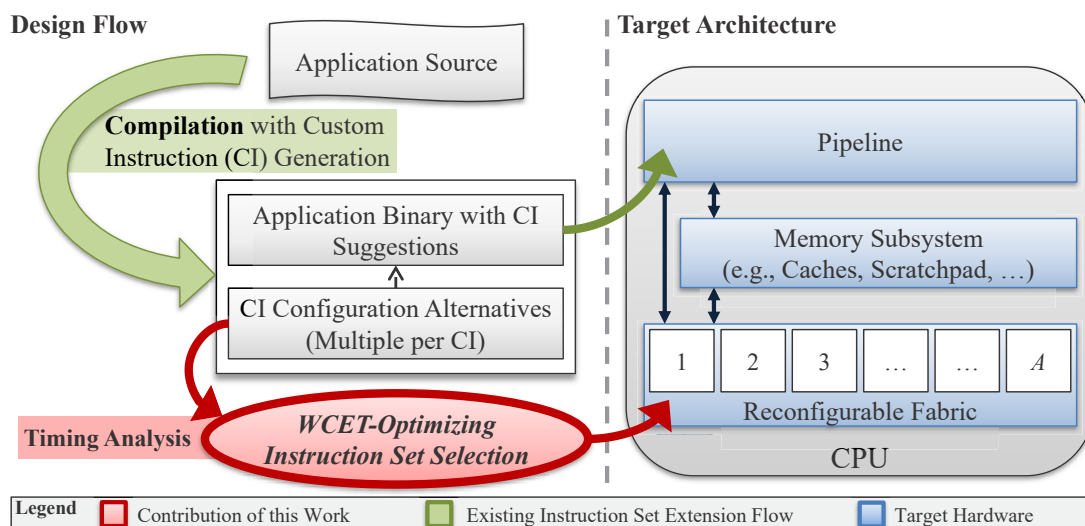 Design Flow
Application Source
Compilation with Custom
Instruction (CI) Generation
Application Binary with CI
Suggestions
CI Configuration Alternatives
(Multiple per CI)
Timing Analysis
WCET-Optimizing
Instruction Set Selection
Target Architecture
Pipeline
Memory Subsystem
(e.g., Caches, Scratchpad, …)
1 2 3 … … A
Reconfigurable Fabric
CPU
Legend Contribution of this Work Existing Instruction Set Extension Flow Target Hardware